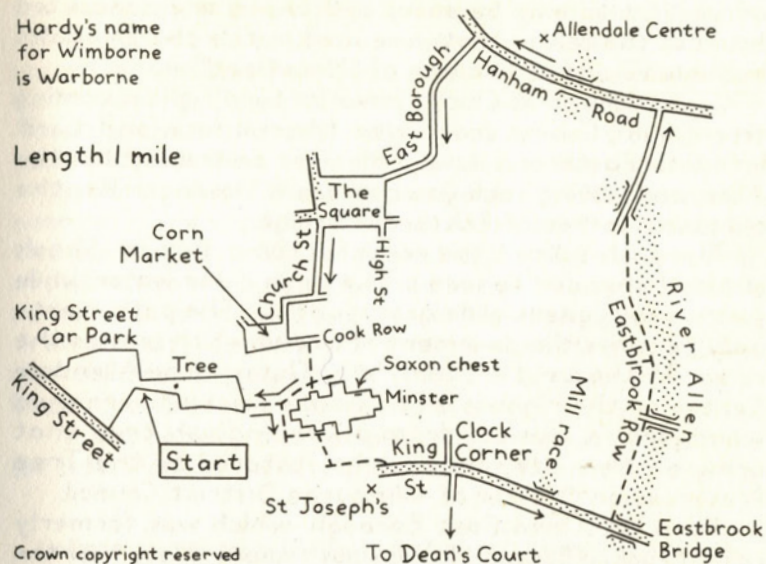 Hardy's name
for Wimborne
is Warborne
Allendale Centre
Hanham
Road
East Borough
Length 1 mile
The
Square
Corn
Market
Church St
High St
King Street
Car Park
Cook Row
Tree
Saxon chest
Minster
King Street
Start
King
St
Clock
Corner
St Joseph's
Mill race
Eastbrook Row
River Allen
Eastbrook
Bridge
To Dean's Court
Crown copyright reserved